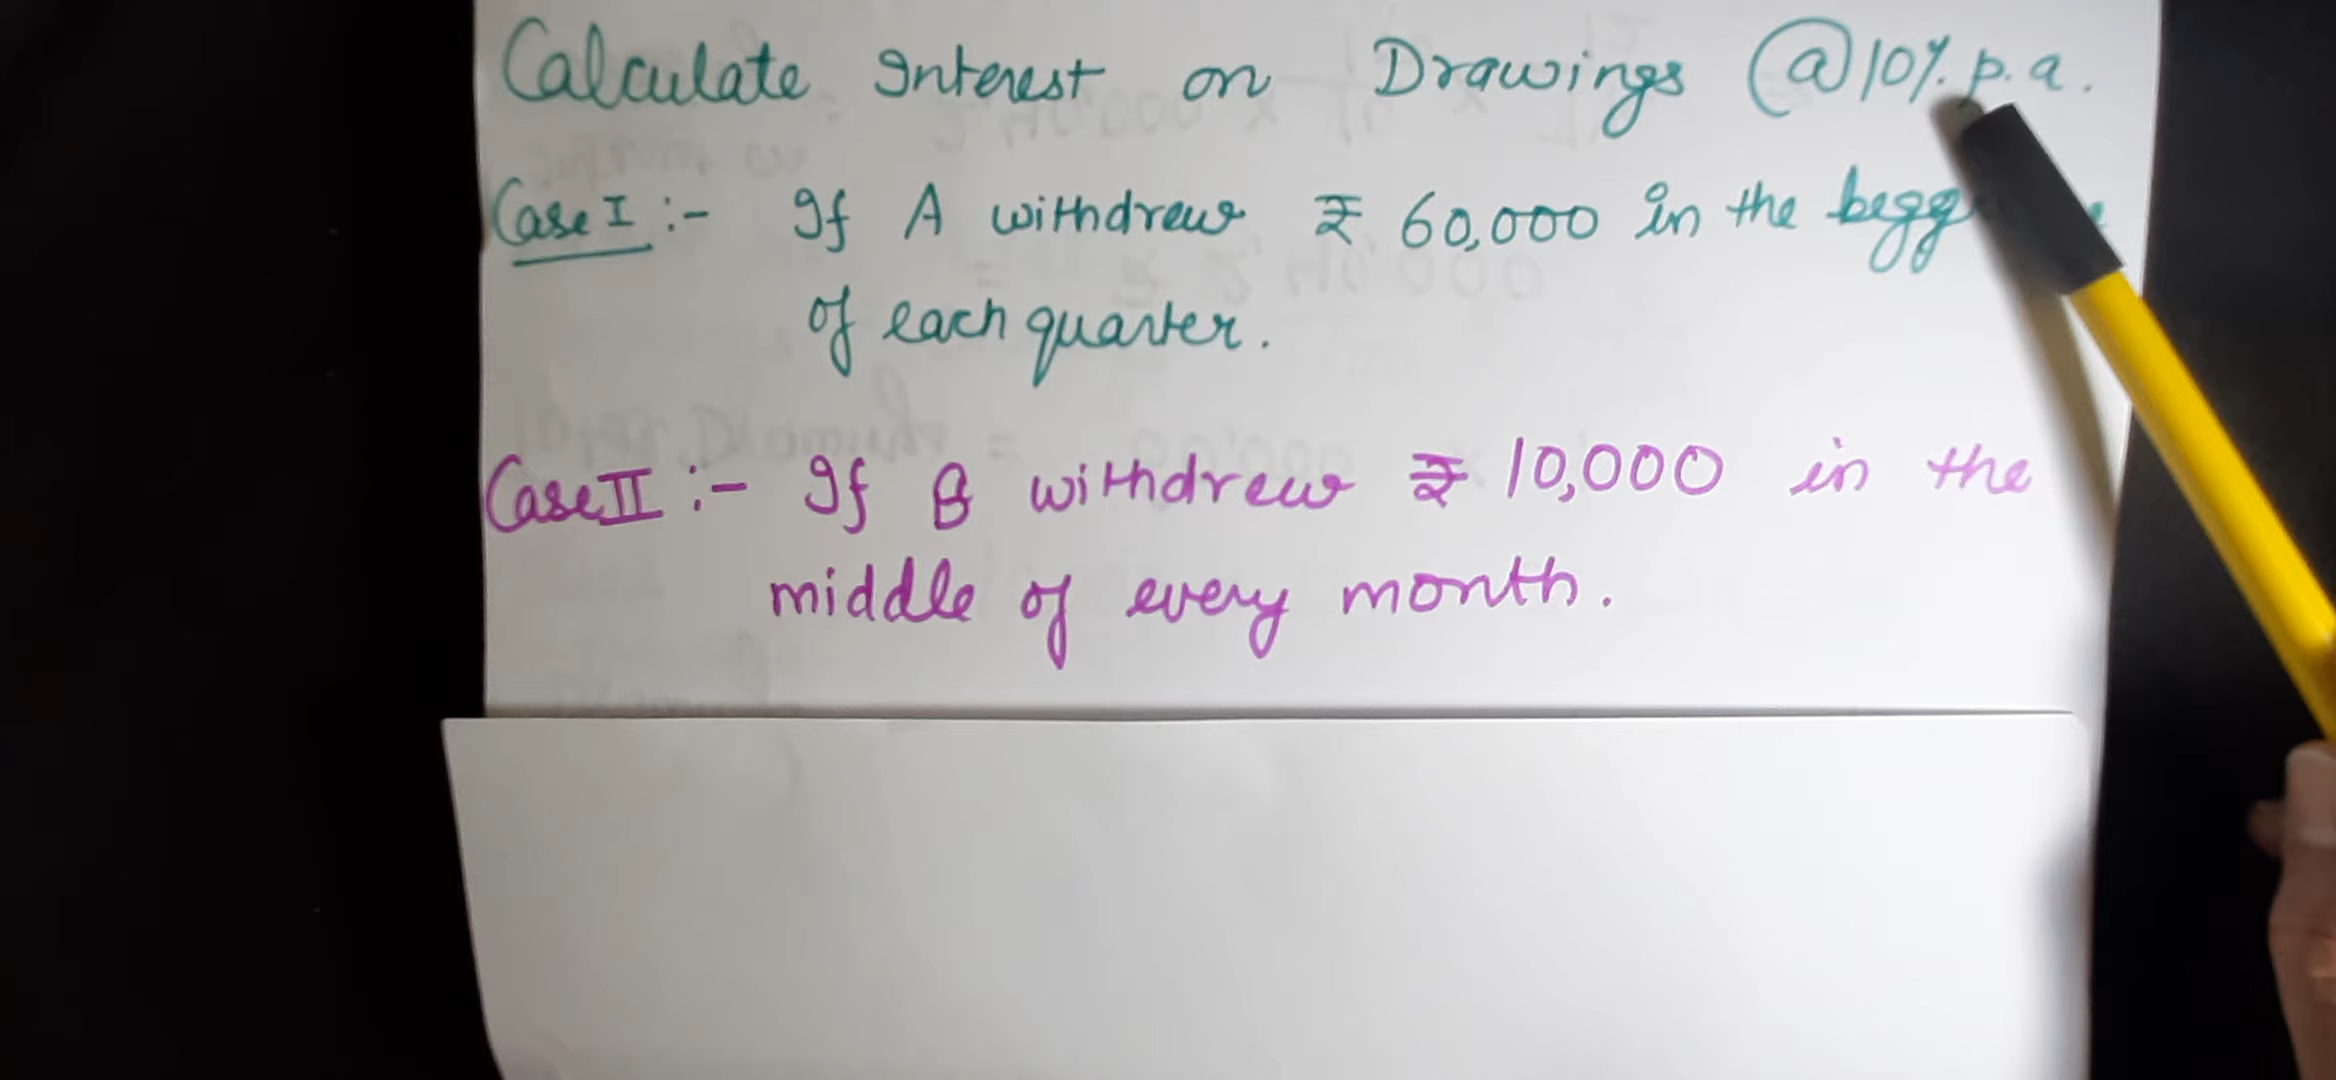 Calculate Interest on Drawings @10% p.a.
Case I :- If A withdrew ₹ 60,000 in the
of each quarter.
Case II :- If B withdrew ₹ 10,000 in the
middle of every month.